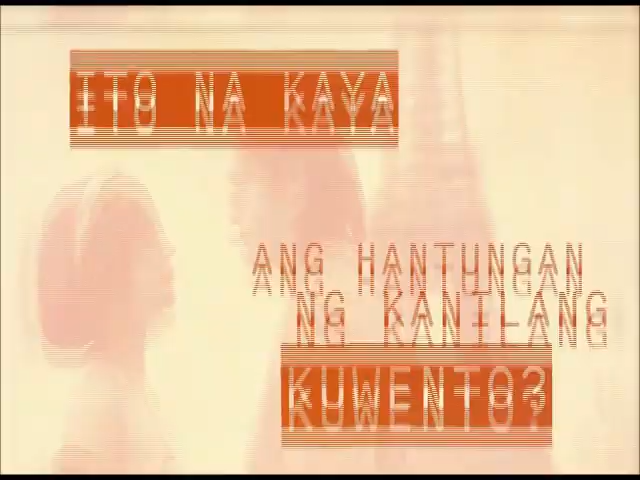 ITO NA KAYA
ANG HANTUNGAN
NG KANILANG
KUWENTO?